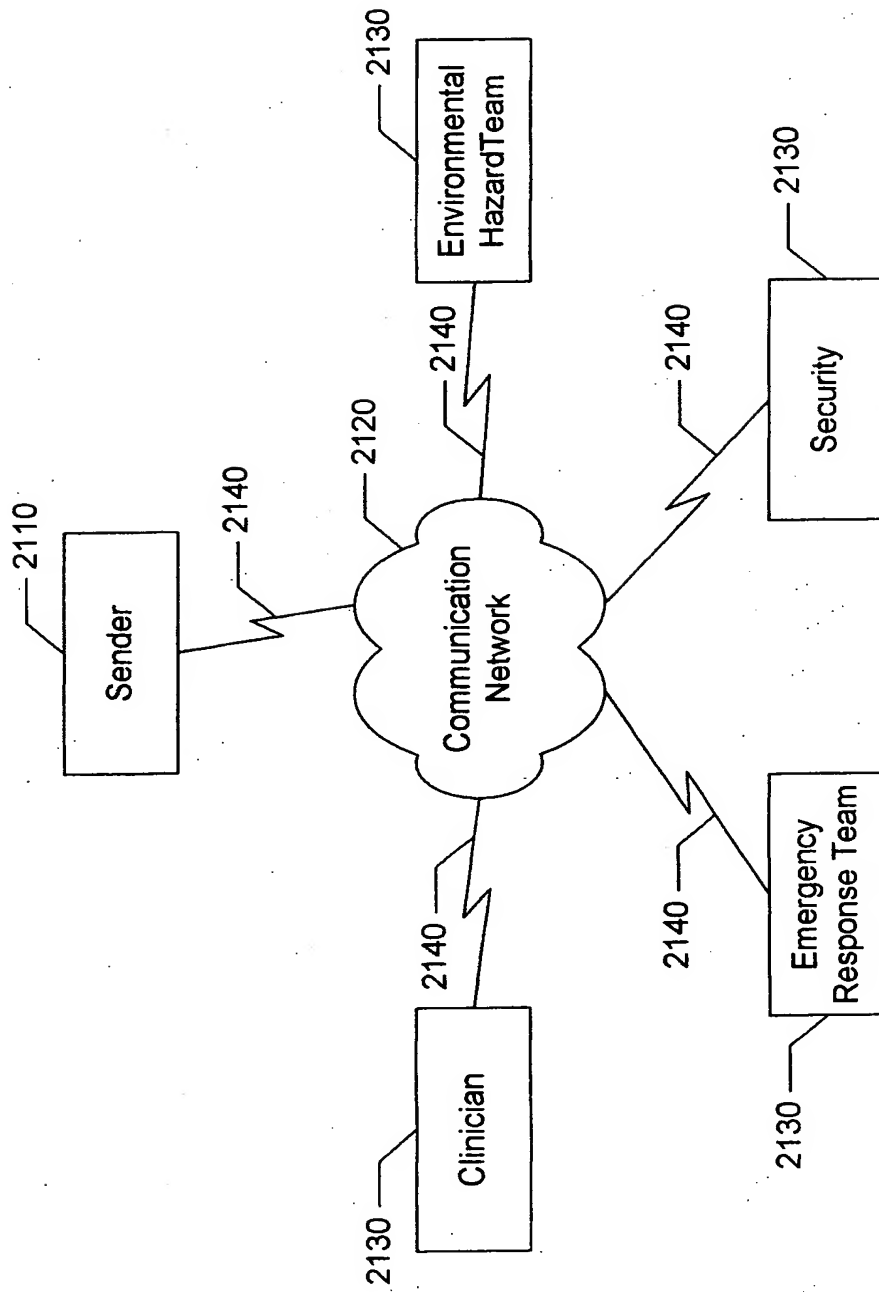 2110
Sender
2140
2130
Clinician
2140
Communication
Network
2120
2140
Environmental
HazardTeam
2130
2130
Emergency
Response Team
2140
2140
Security
2130